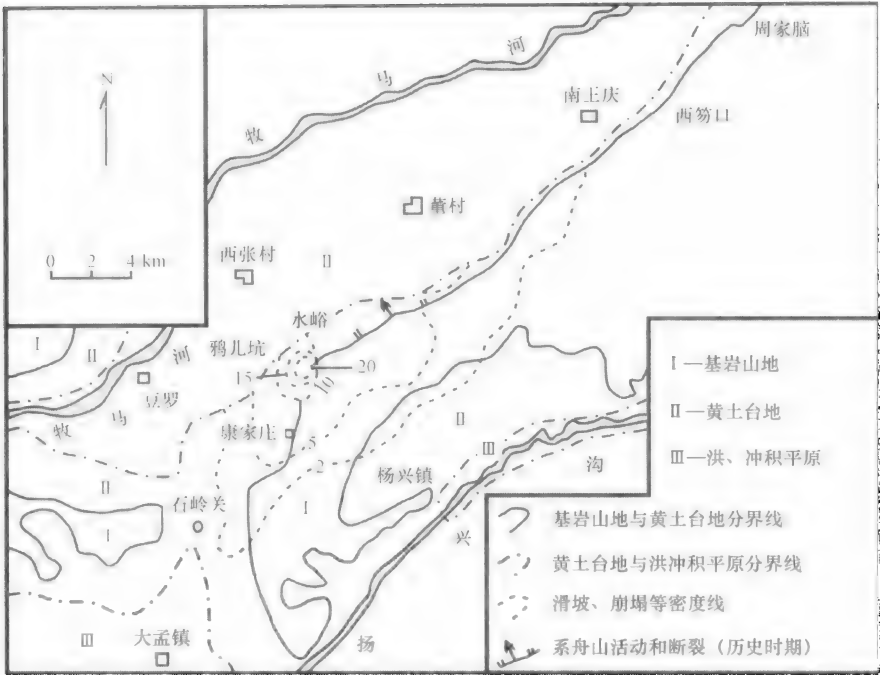 周家脑
河
马
牧
N
南王庆
西笏口
董村
0 2 4 km
西张村
II
水峪
I
II
鸦儿坑
河
15
20
10
豆罗
马
牧
康家庄
5
2
II
III
杨兴镇
沟
II
石岭关
I
I
兴
扬
III
大孟镇
I—基岩山地
II—黄土台地
III—洪、冲积平原
基岩山地与黄土台地分界线
黄土台地与洪冲积平原分界线
滑坡、崩塌等密度线
系舟山活动和断裂（历史时期）